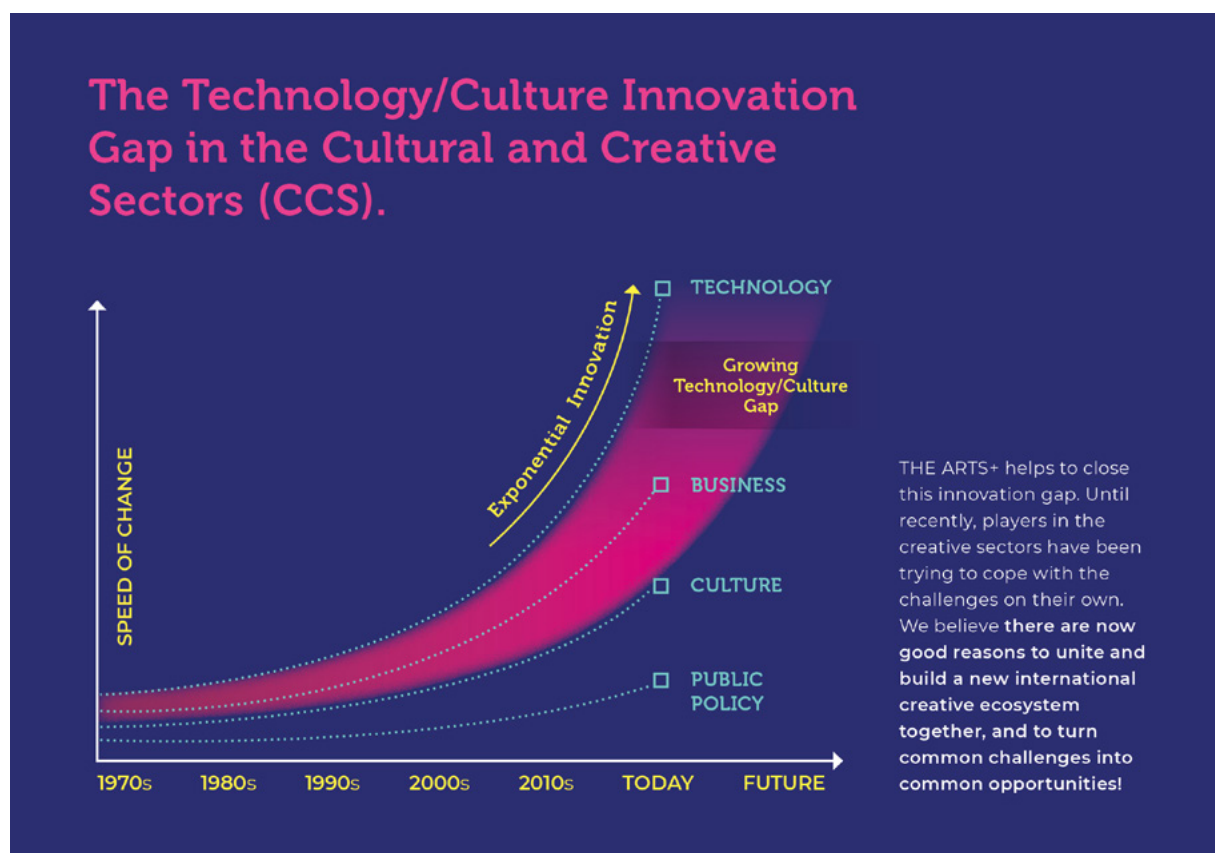 The Technology/Culture Innovation
Gap in the Cultural and Creative
Sectors (CCS).
SPEED OF CHANGE
Exponential Innovation
TECHNOLOGY
Growing
Technology/Culture
Gap
BUSINESS
CULTURE
PUBLIC
POLICY
1970s 1980s 1990s 2000s 2010s TODAY FUTURE
THE ARTS+ helps to close
this innovation gap. Until
recently, players in the
creative sectors have been
trying to cope with the
challenges on their own.
We believe there are now
good reasons to unite and
build a new international
creative ecosystem
together, and to turn
common challenges into
common opportunities!